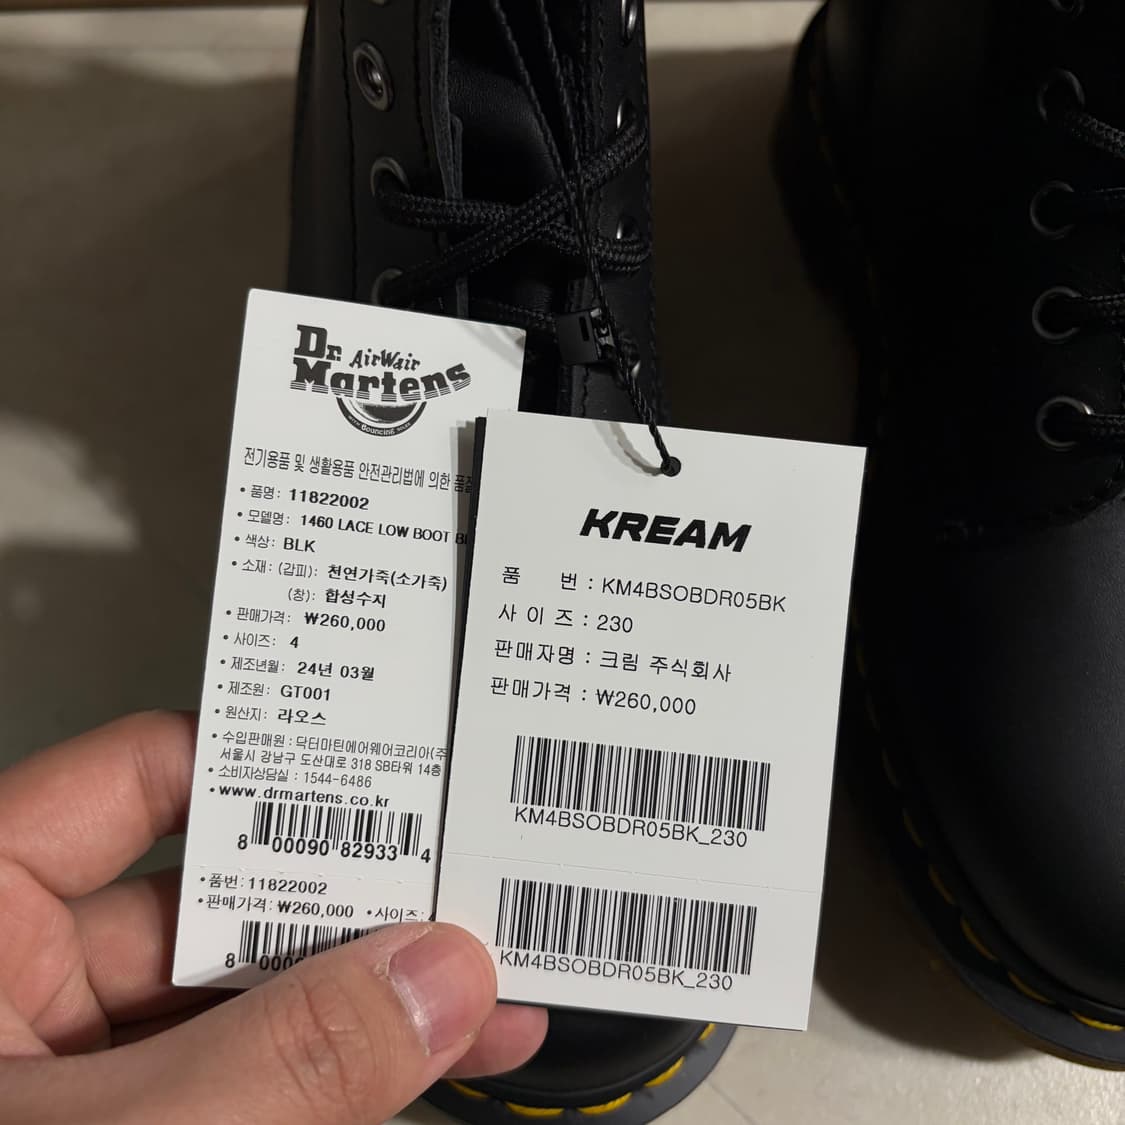 Dr. AirWair
Martens
WITH Bouncing SOLES
전기용품 및 생활용품 안전관리법에 의한
• 품명: 11822002
• 모델명: 1460 LACE LOW BOOT
• 색상: BLK
• 소재: (갑피): 천연가죽(소가죽)
(창): 합성수지
• 판매가격: ₩260,000
• 사이즈: 4
• 제조년월: 24년 03월
• 제조원: GT001
• 원산지: 라오스
• 수입판매원 : 닥터마틴에어웨어코리아(주
서울시 강남구 도산대로 318 SB타워 14층
• 소비자상담실 : 1544-6486
• www.drmartens.co.kr
8 00090 82933 4
• 품번: 11822002
• 판매가격: ₩260,000 • 사이즈:
8 000
KREAM
품 번 : KM4BSOBDR05BK
사 이 즈 : 230
판매자명 : 크림 주식회사
판매가격 : ₩260,000
KM4BSOBDR05BK_230
KM4BSOBDR05BK_230